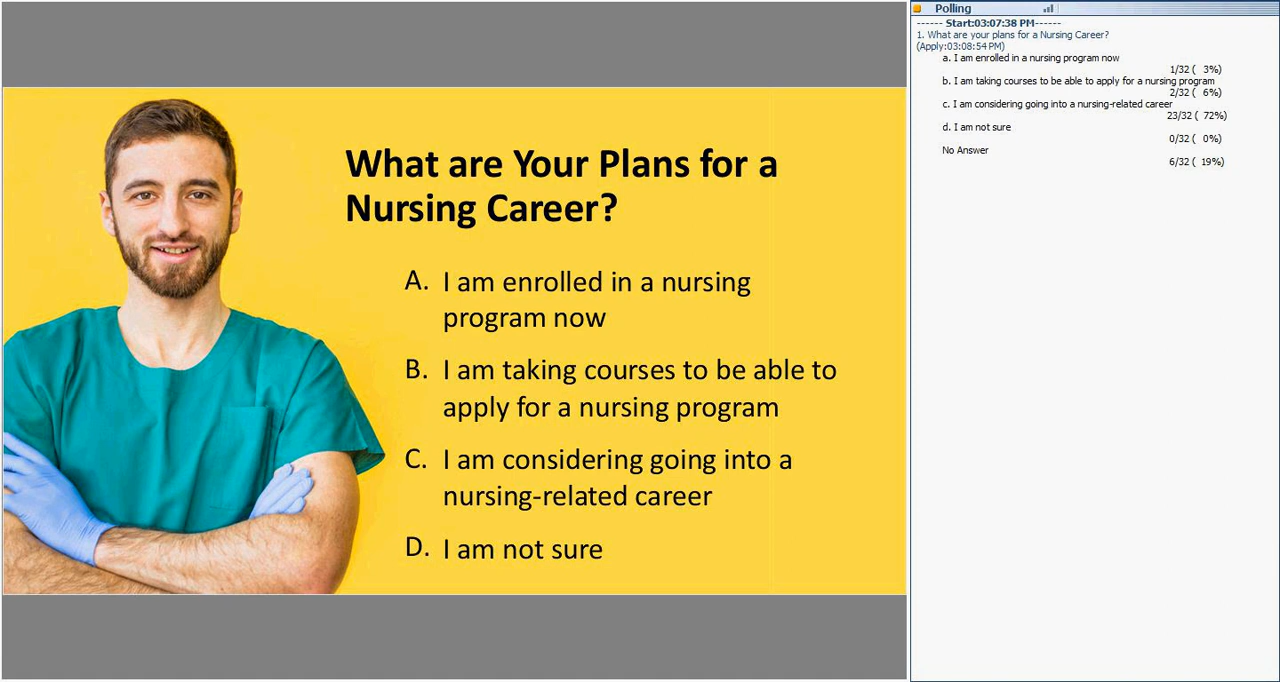 What are Your Plans for a
Nursing Career?
A. I am enrolled in a nursing
program now
B. I am taking courses to be able to
apply for a nursing program
C. I am considering going into a
nursing-related career
D. I am not sure
Polling
------ Start:03:07:38 PM------
1. What are your plans for a Nursing Career?
(Apply:03:08:54 PM)
a. I am enrolled in a nursing program now
1/32 ( 3%)
b. I am taking courses to be able to apply for a nursing program
2/32 ( 6%)
c. I am considering going into a nursing-related career
23/32 ( 72%)
d. I am not sure
0/32 ( 0%)
No Answer
6/32 ( 19%)